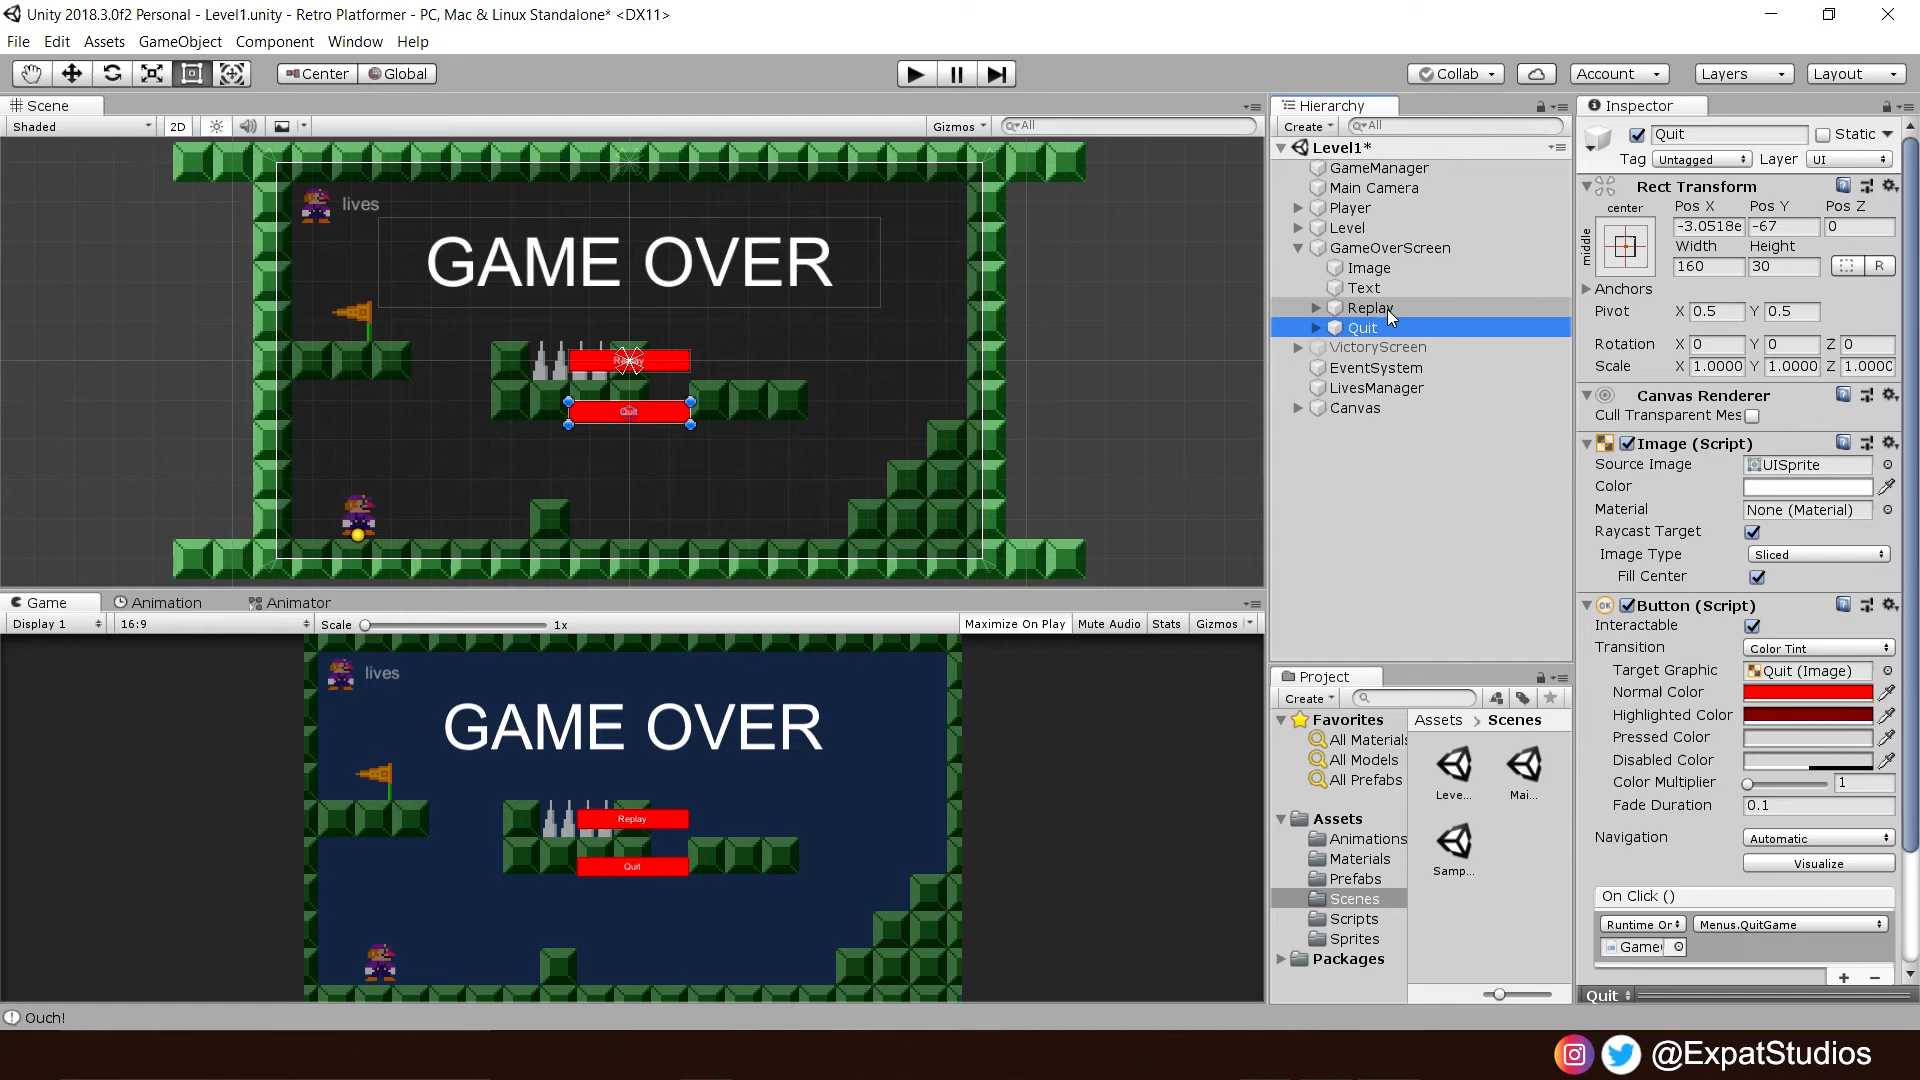 Unity 2018.3.0f2 Personal - Level1.unity - Retro Platformer - PC, Mac & Linux Standalone* <DX11>
File Edit Assets GameObject Component Window Help
Center Global Collab Account Layers Layout
Scene
Shaded 2D Gizmos All
lives
GAME OVER
Replay
Quit
Game Animation Animator
Display 1 16:9 Scale 1x Maximize On Play Mute Audio Stats Gizmos
lives
GAME OVER
Replay
Quit
Ouch!
Hierarchy
Create All
Level1*
GameManager
Main Camera
Player
Level
GameOverScreen
Image
Text
Replay
Quit
VictoryScreen
EventSystem
LivesManager
Canvas
Project
Create
Favorites
All Materials
All Models
All Prefabs
Assets
Animations
Materials
Prefabs
Scenes
Scripts
Sprites
Packages
Assets > Scenes
Leve...
Mai...
Samp...
Inspector
Quit Static
Tag Untagged Layer UI
Rect Transform
center
middle
Pos X Pos Y Pos Z
-3.0518e -67 0
Width Height
160 30 R
Anchors
Pivot X 0.5 Y 0.5
Rotation X 0 Y 0 Z 0
Scale X 1.0000 Y 1.0000 Z 1.0000
Canvas Renderer
Cull Transparent Mes
Image (Script)
Source Image UISprite
Color
Material None (Material)
Raycast Target
Image Type Sliced
Fill Center
OK Button (Script)
Interactable
Transition Color Tint
Target Graphic Quit (Image)
Normal Color
Highlighted Color
Pressed Color
Disabled Color
Color Multiplier 1
Fade Duration 0.1
Navigation Automatic
Visualize
On Click ()
Runtime Or Menus.QuitGame
Game
+ −
Quit
@ExpatStudios